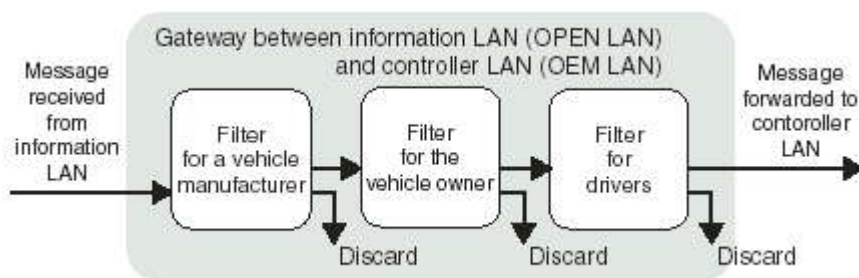 Gateway between information LAN (OPEN LAN)
and controller LAN (OEM LAN)
Message
received
from
information
LAN
Filter
for a vehicle
manufacturer
Filter
for the
vehicle owner
Filter
for
drivers
Message
forwarded to
contoroller
LAN
Discard
Discard
Discard